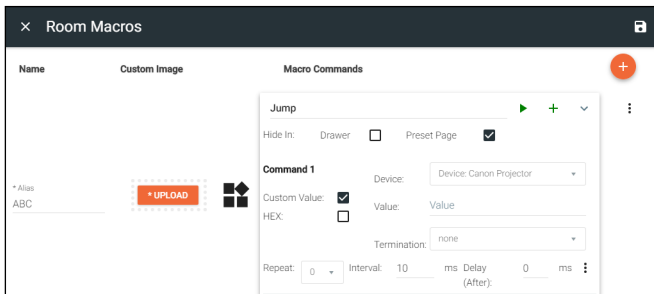 × Room Macros
Name Custom Image Macro Commands
+
Jump
Hide In: Drawer Preset Page
Command 1
Device: Device: Canon Projector
* Alias
ABC
* UPLOAD
Custom Value:
HEX:
Value: Value
Termination: none
Repeat: 0 Interval: 10 ms Delay (After): 0 ms